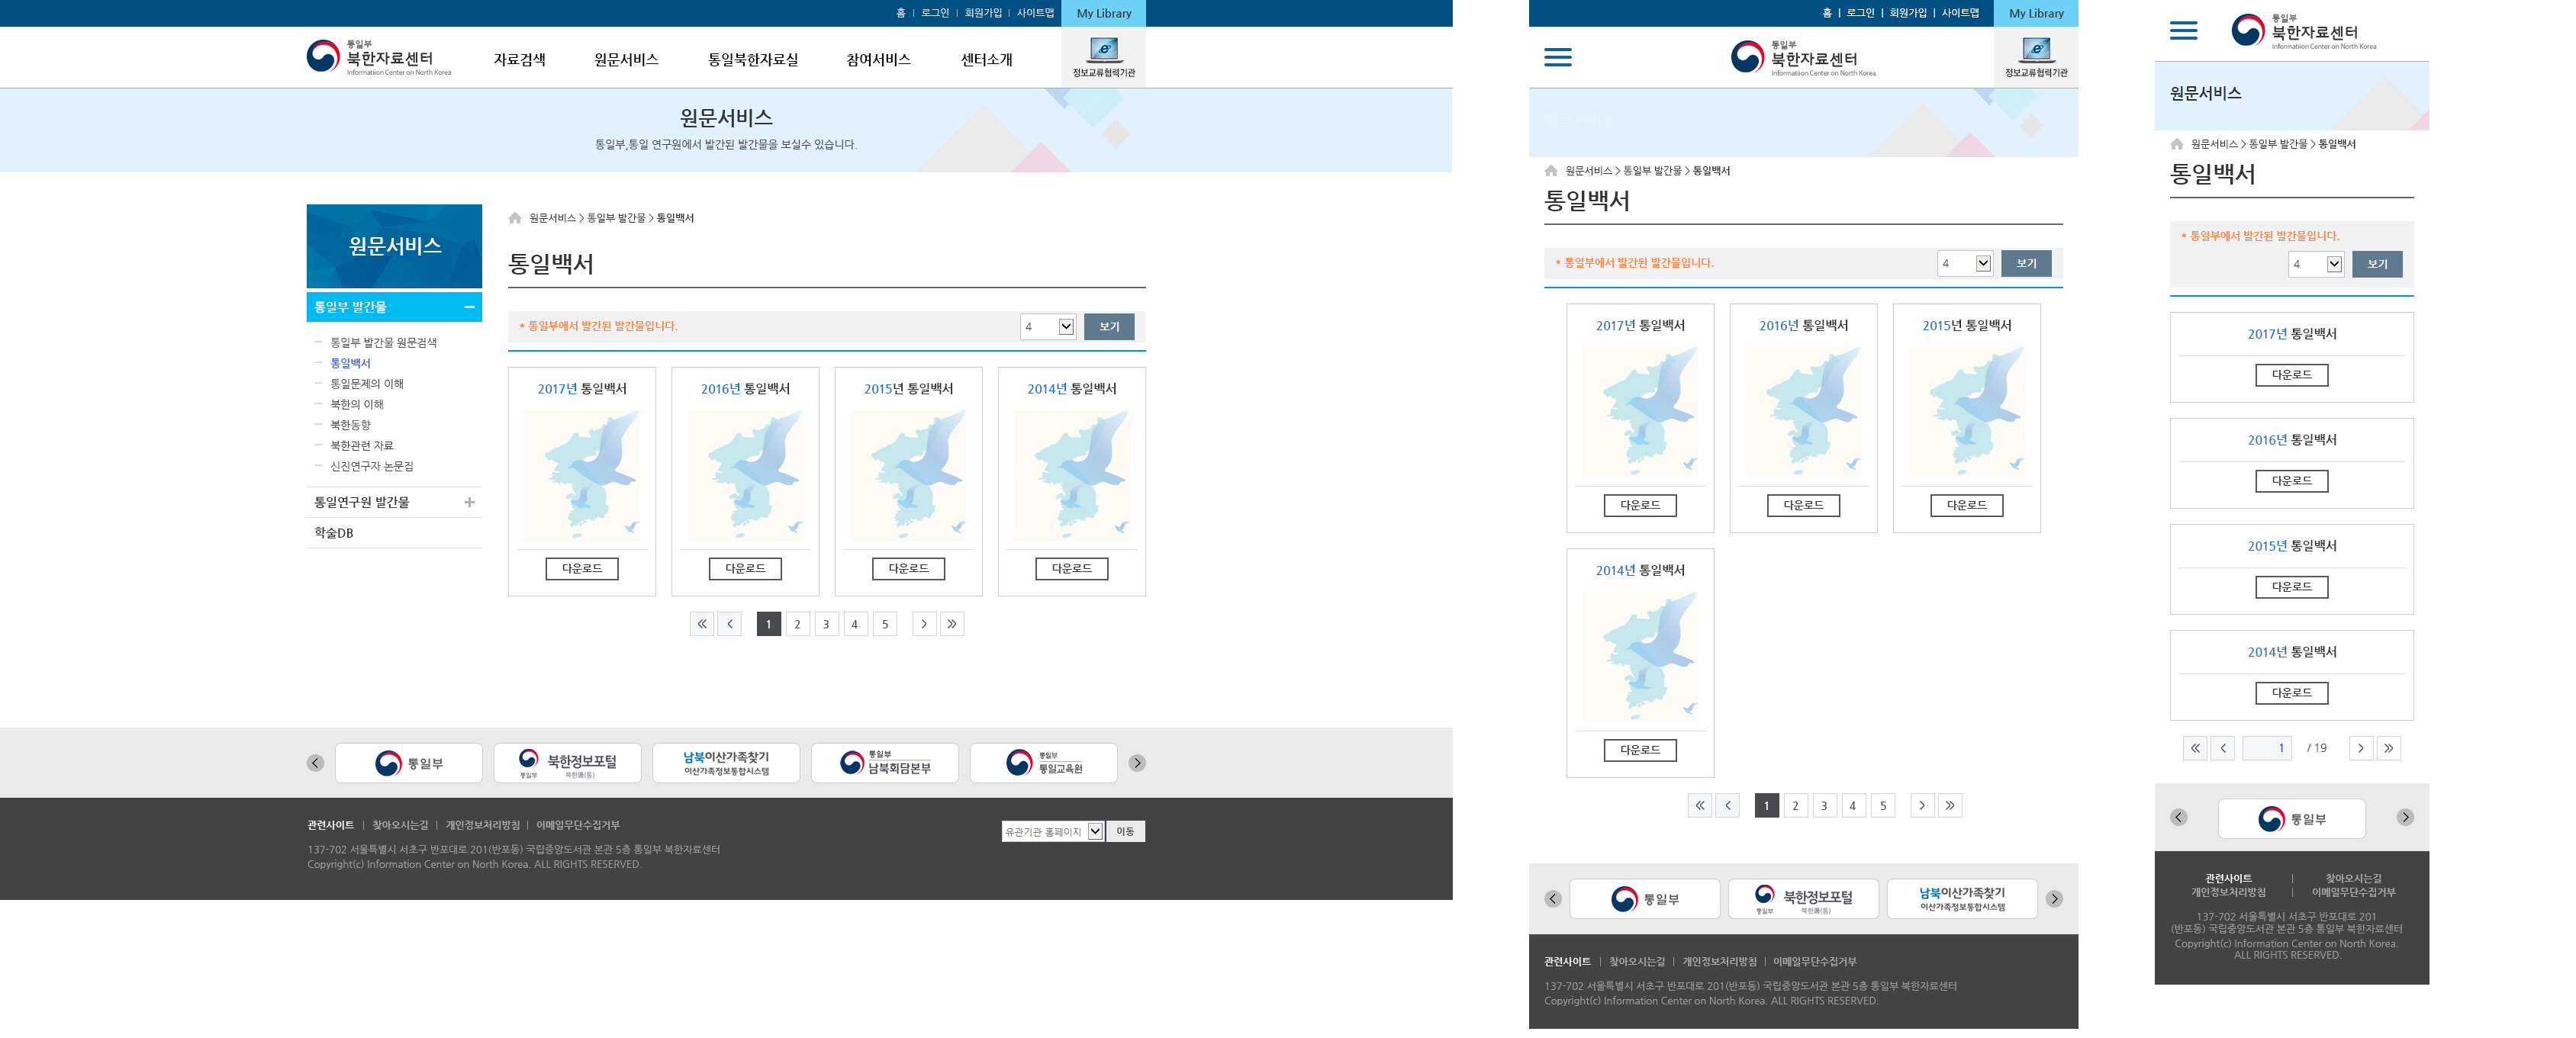 홈 | 로그인 | 회원가입 | 사이트맵 My Library
통일부
북한자료센터
Informatiion Center on North Korea
자료검색 원문서비스 통일북한자료실 참여서비스 센터소개
정보교류협력기관
원문서비스
통일부,통일 연구원에서 발간된 발간물을 보실수 있습니다.
원문서비스
통일부 발간물
통일부 발간물 원문검색
통일백서
통일문제의 이해
북한의 이해
북한동향
북한관련 자료
신진연구자 논문집
통일연구원 발간물
학술DB
원문서비스 > 통일부 발간물 > 통일백서
통일백서
* 통일부에서 발간된 발간물입니다.
4 보기
2017년 통일백서 2016년 통일백서 2015년 통일백서 2014년 통일백서
다운로드 다운로드 다운로드 다운로드
1 2 3 4 5
통일부
통일부 북한정보포털 북한通(통)
남북이산가족찾기
이산가족정보통합시스템
통일부
남북회담본부
통일부
통일교육원
관련사이트 | 찾아오시는길 | 개인정보처리방침 | 이메일무단수집거부
유관기관 홈페이지 이동
137-702 서울특별시 서초구 반포대로 201(반포동) 국립중앙도서관 본관 5층 통일부 북한자료센터
Copyright(c) Information Center on North Korea. ALL RIGHTS RESERVED.
홈 | 로그인 | 회원가입 | 사이트맵 My Library
통일부
북한자료센터
Informatiion Center on North Korea
정보교류협력기관
원문서비스
원문서비스 > 통일부 발간물 > 통일백서
통일백서
* 통일부에서 발간된 발간물입니다.
4 보기
2017년 통일백서 2016년 통일백서 2015년 통일백서
다운로드 다운로드 다운로드
2014년 통일백서
다운로드
1 2 3 4 5
통일부
통일부 북한정보포털 북한通(통)
남북이산가족찾기
이산가족정보통합시스템
관련사이트 | 찾아오시는길 | 개인정보처리방침 | 이메일무단수집거부
137-702 서울특별시 서초구 반포대로 201(반포동) 국립중앙도서관 본관 5층 통일부 북한자료센터
Copyright(c) Information Center on North Korea. ALL RIGHTS RESERVED.
통일부
북한자료센터
Informatiion Center on North Korea
원문서비스
원문서비스 > 통일부 발간물 > 통일백서
통일백서
* 통일부에서 발간된 발간물입니다.
4 보기
2017년 통일백서
다운로드
2016년 통일백서
다운로드
2015년 통일백서
다운로드
2014년 통일백서
다운로드
1 / 19
통일부
관련사이트 | 찾아오시는길
개인정보처리방침 | 이메일무단수집거부
137-702 서울특별시 서초구 반포대로 201
(반포동) 국립중앙도서관 본관 5층 통일부 북한자료센터
Copyright(c) Information Center on North Korea.
ALL RIGHTS RESERVED.